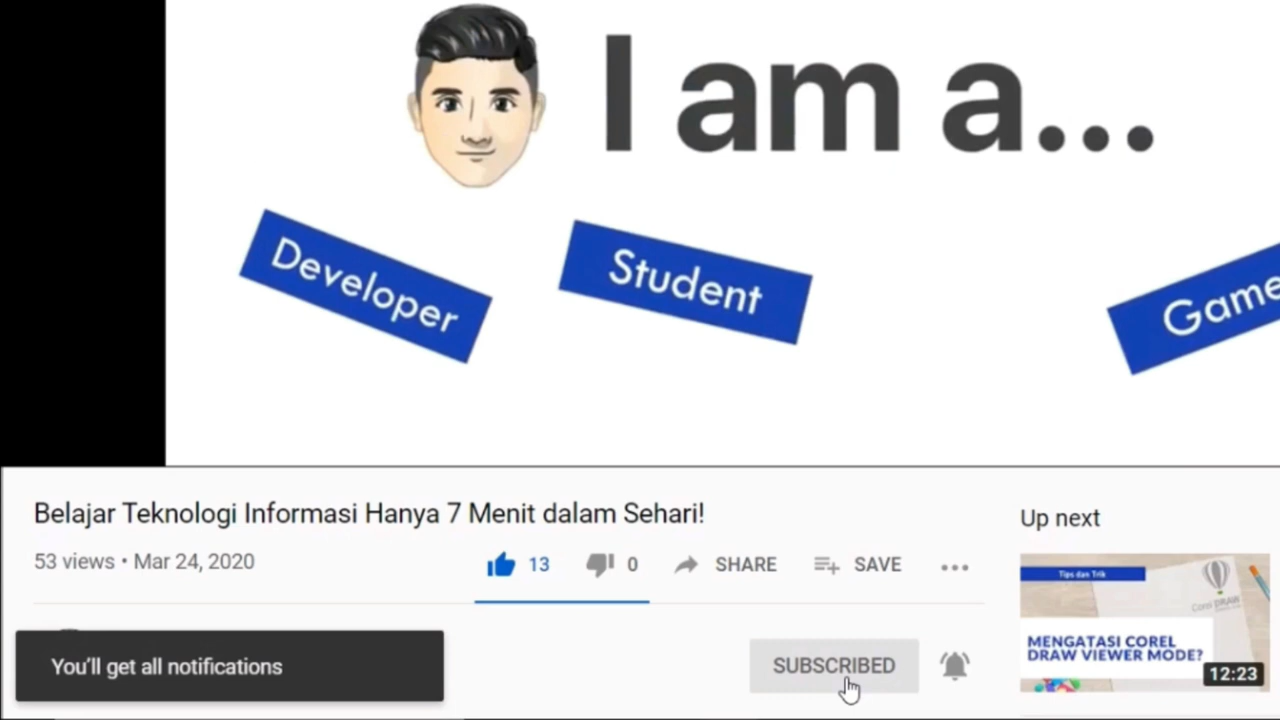 I am a...
Developer
Student
Game
Belajar Teknologi Informasi Hanya 7 Menit dalam Sehari!
53 views • Mar 24, 2020
13
0
SHARE
SAVE
Up next
Tips dan Trik
Corel DRAW
MENGATASI COREL
DRAW VIEWER MODE?
12:23
You'll get all notifications
SUBSCRIBED